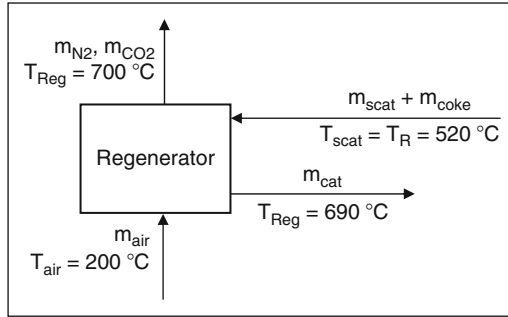 m_N2, m_CO2
T_Reg = 700 °C
m_scat + m_coke
T_scat = T_R = 520 °C
Regenerator
m_cat
T_Reg = 690 °C
m_air
T_air = 200 °C